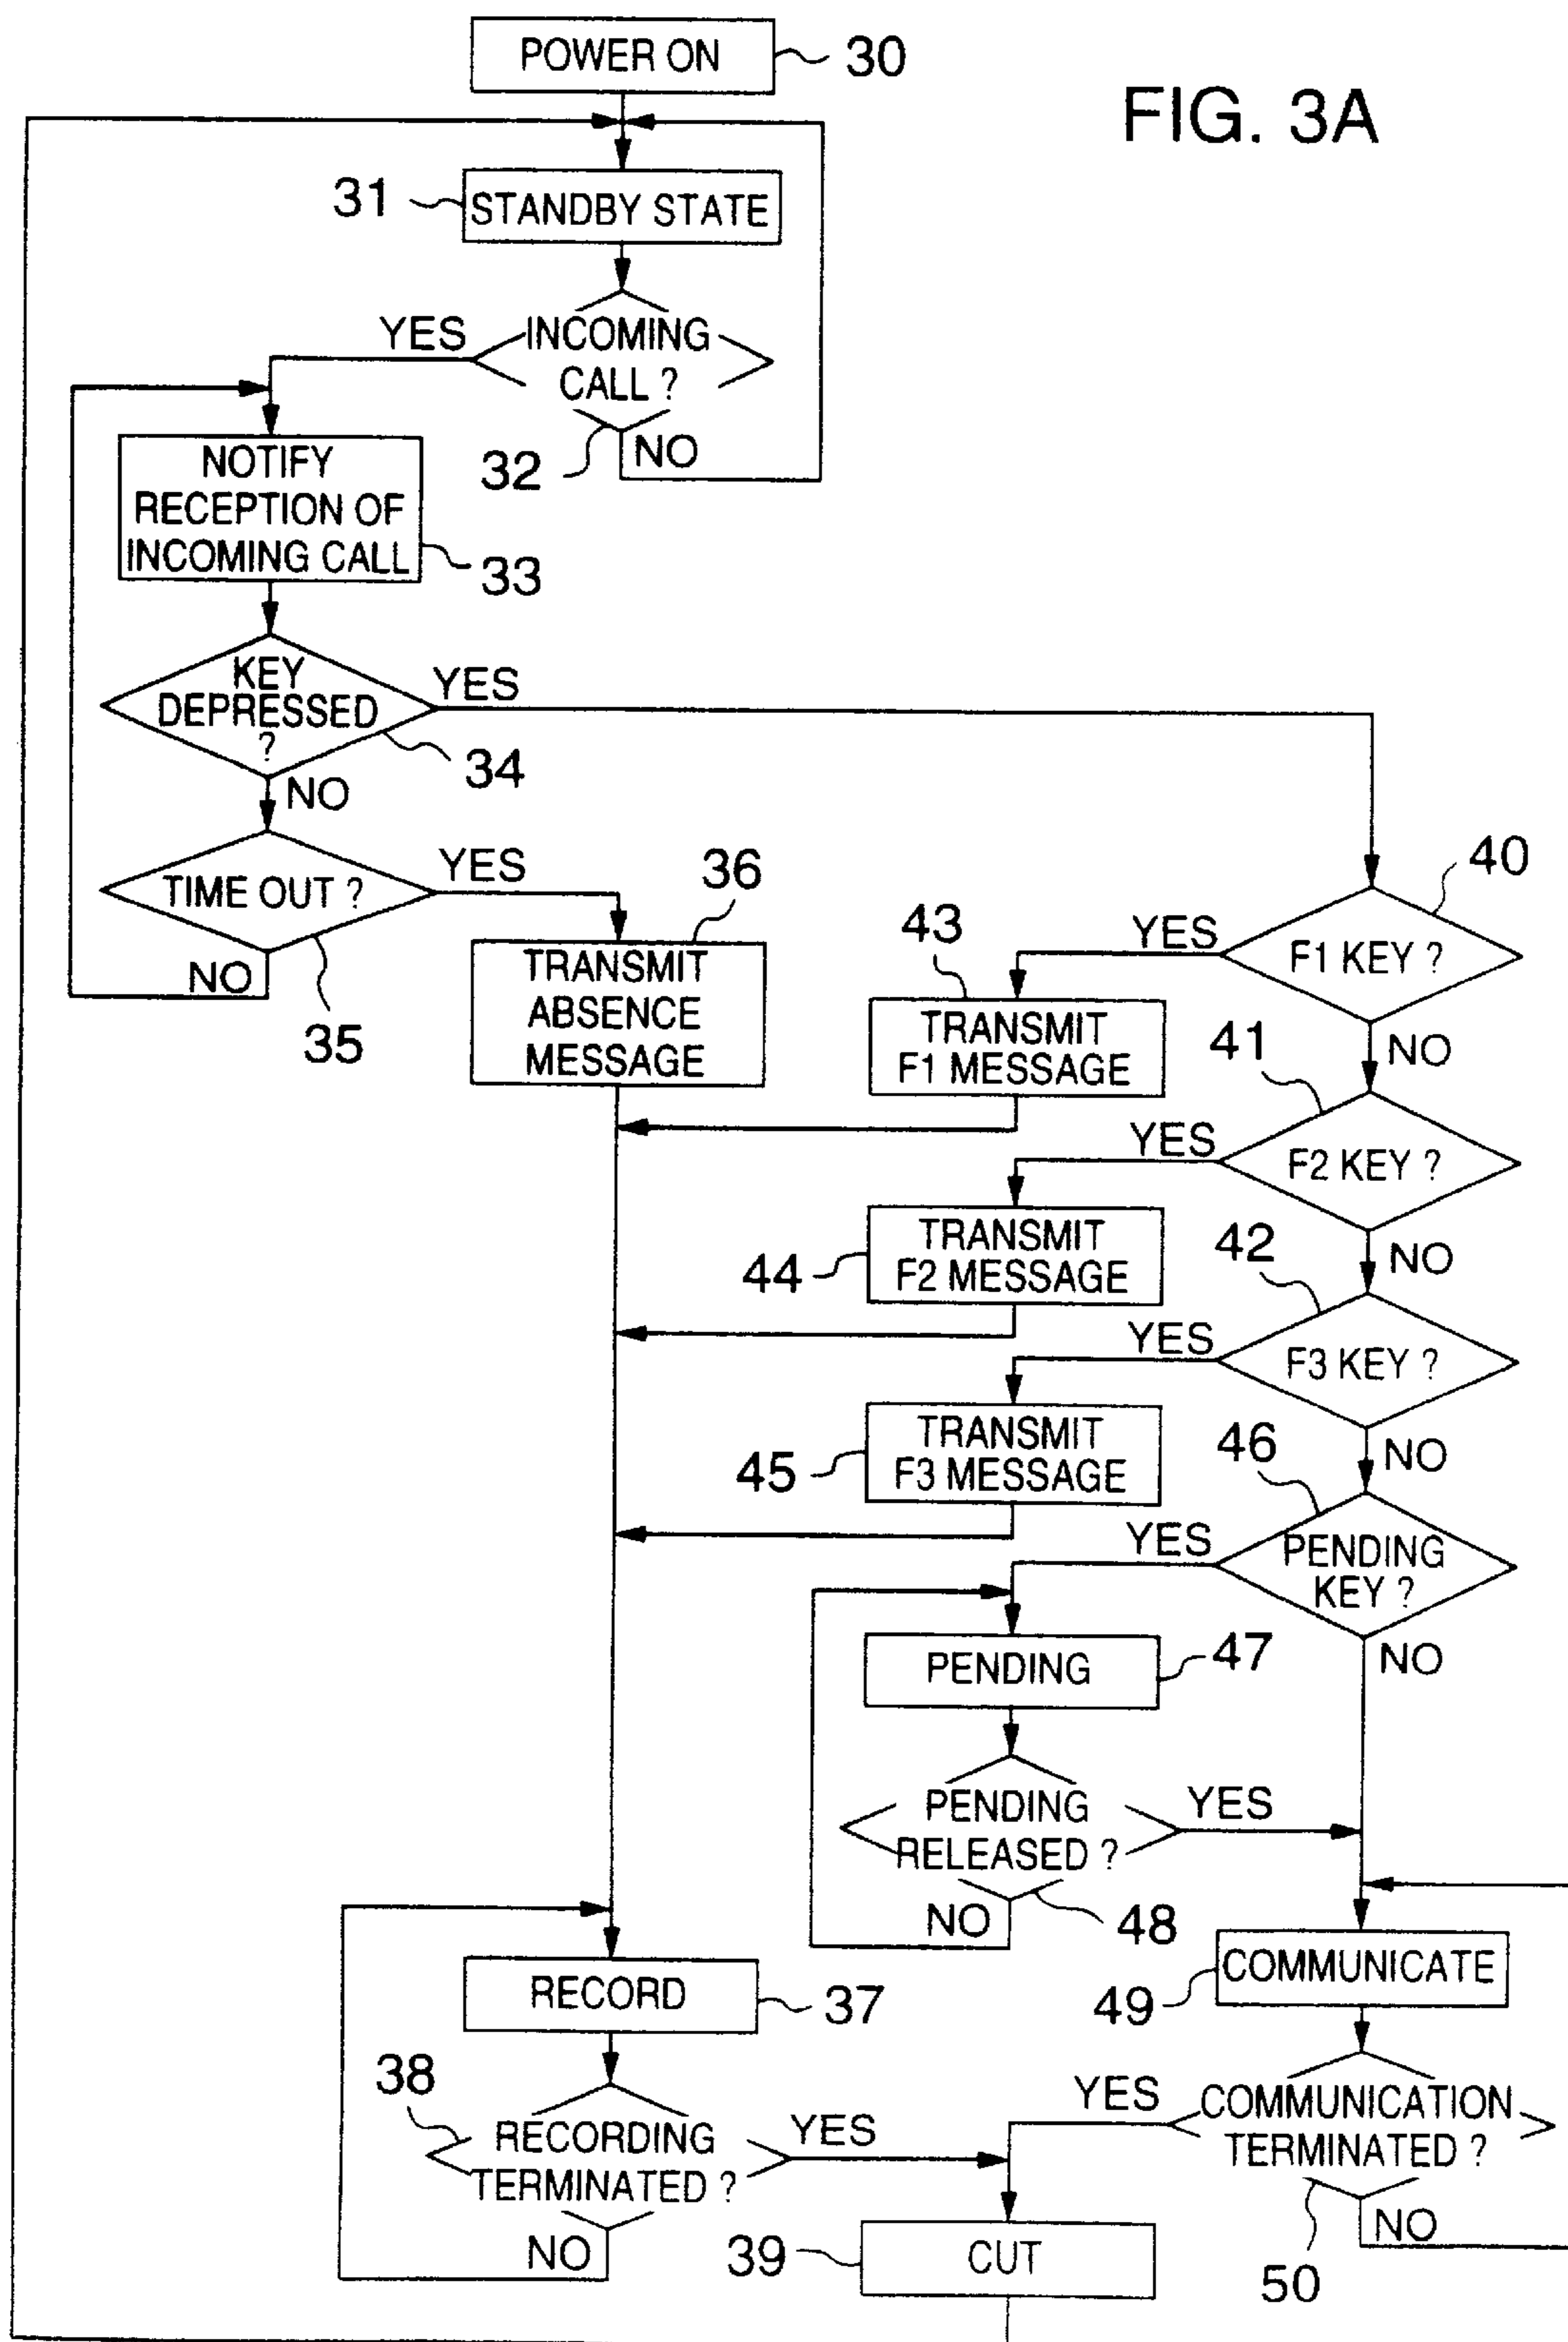 POWER ON
30
FIG. 3A
31
STANDBY STATE
YES
INCOMING
CALL ?
32
NO
NOTIFY
RECEPTION OF
INCOMING CALL
33
KEY
DEPRESSED
?
YES
34
NO
TIME OUT ?
YES
NO
35
36
TRANSMIT
ABSENCE
MESSAGE
40
F1 KEY ?
YES
NO
43
TRANSMIT
F1 MESSAGE
41
F2 KEY ?
YES
NO
44
TRANSMIT
F2 MESSAGE
42
F3 KEY ?
YES
NO
45
TRANSMIT
F3 MESSAGE
46
PENDING
KEY ?
YES
NO
PENDING
47
PENDING
RELEASED ?
YES
NO
48
RECORD
37
COMMUNICATE
49
38
RECORDING
TERMINATED ?
YES
NO
YES
COMMUNICATION
TERMINATED ?
NO
50
39
CUT